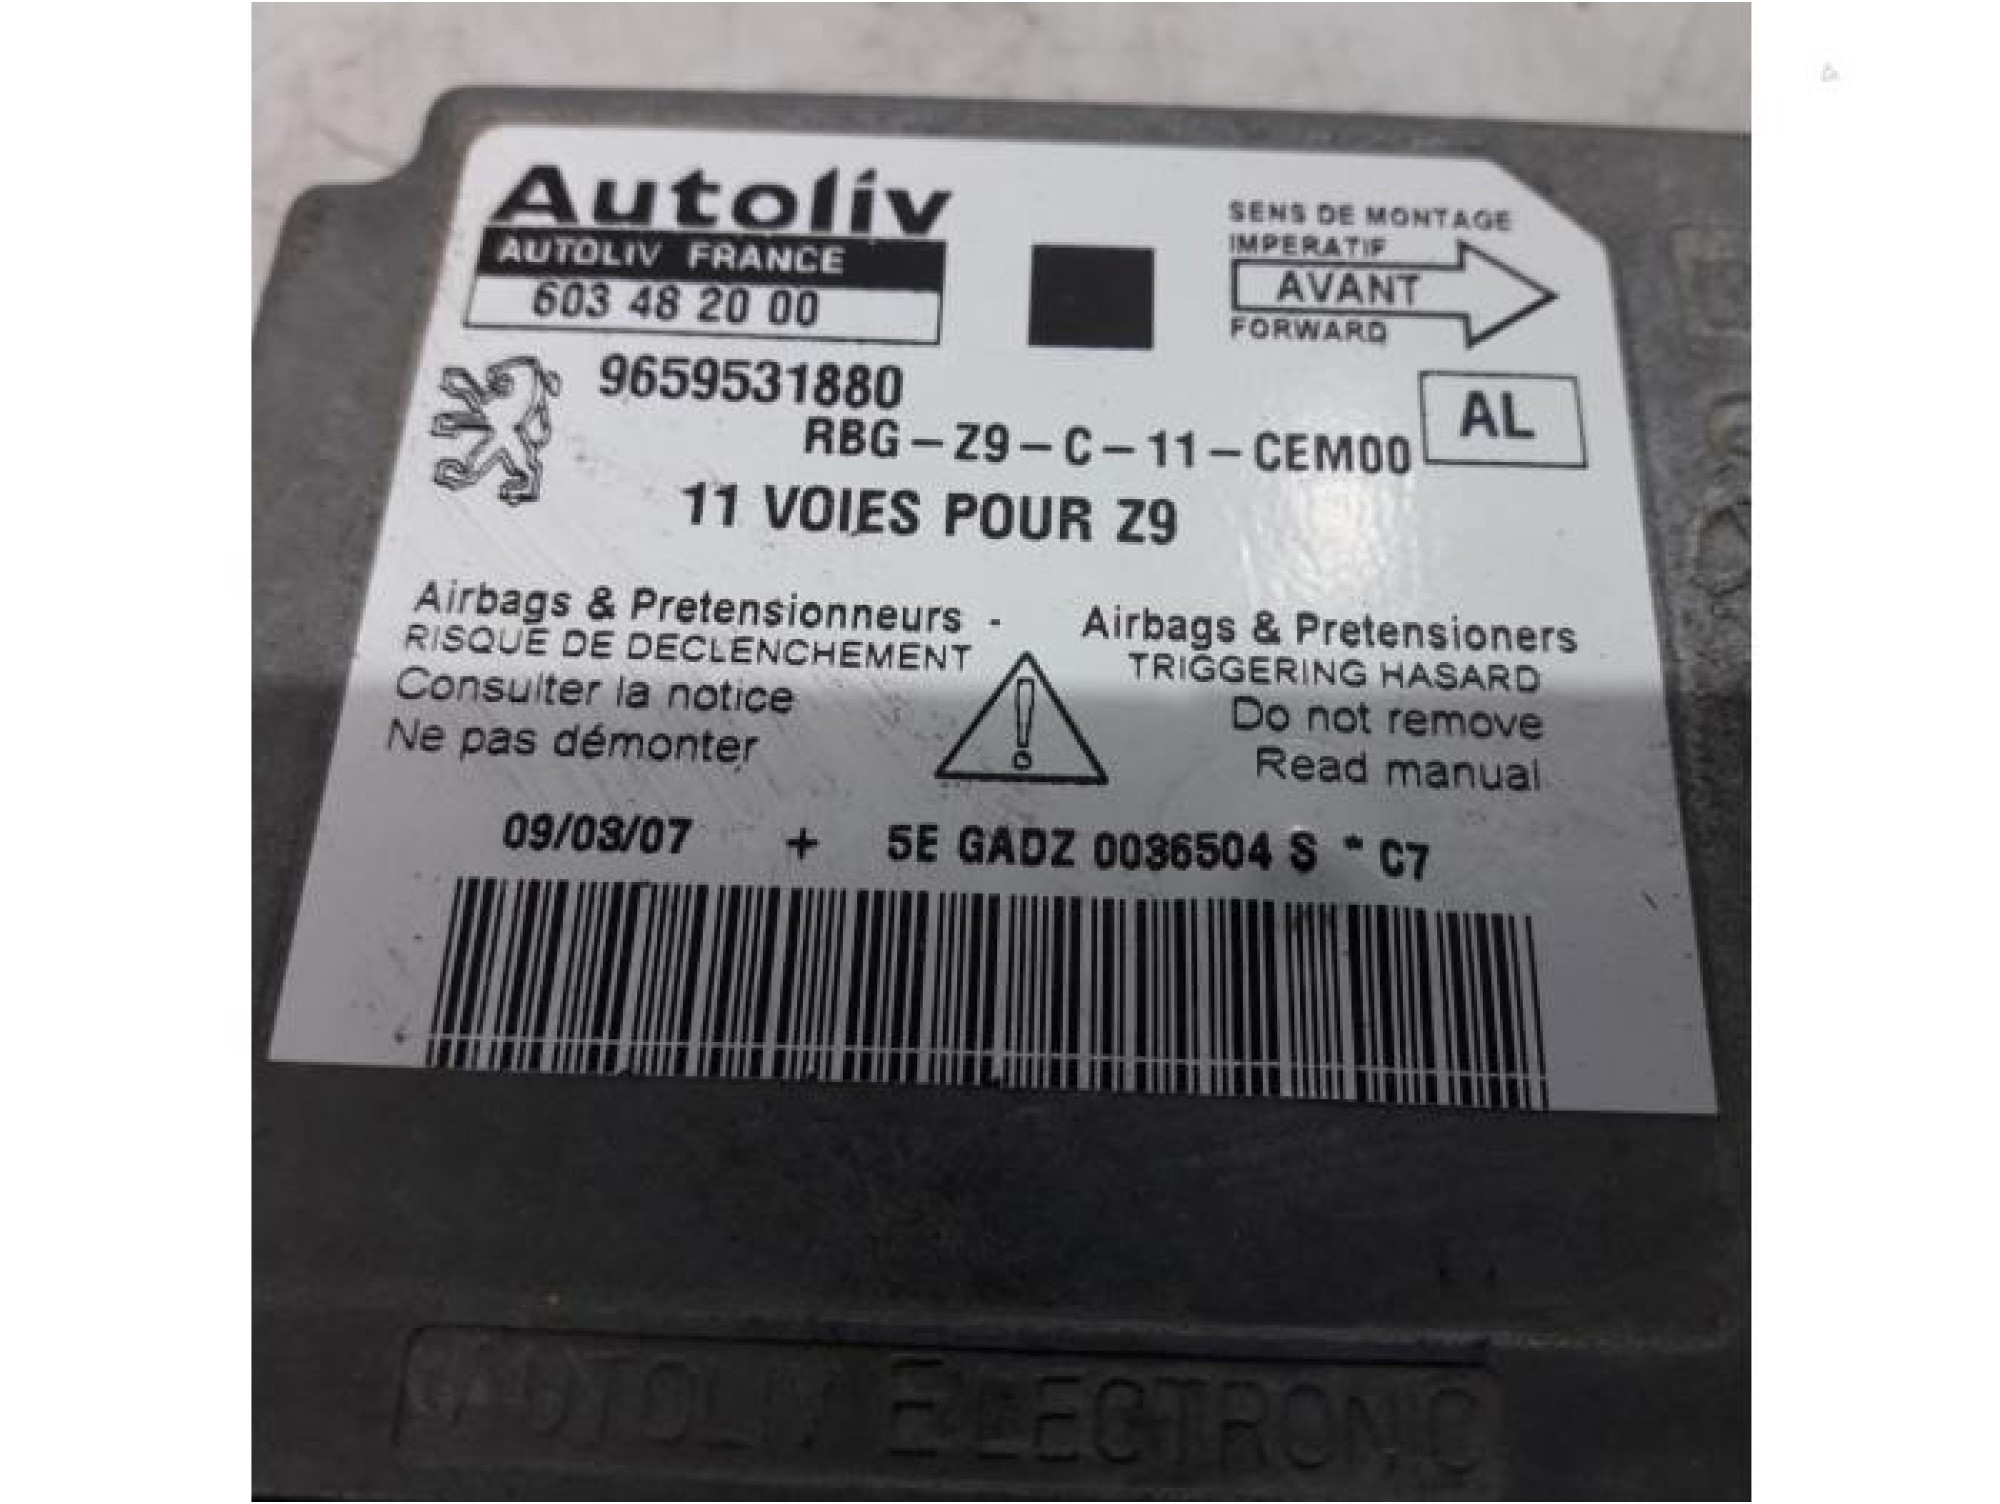 Autoliv
AUTOLIV FRANCE
603 48 20 00
SENS DE MONTAGE
IMPERATIF
AVANT
FORWARD
9659531880
AL
RBG-Z9-C-11-CEM00
11 VOIES POUR Z9
Airbags & Pretensionneurs -
RISQUE DE DECLENCHEMENT
Consulter la notice
Ne pas démonter
Airbags & Pretensioners
TRIGGERING HASARD
Do not remove
Read manual
09/03/07 + 5E GADZ 0036504 S * C7
AUTOLIV ELECTRONIC